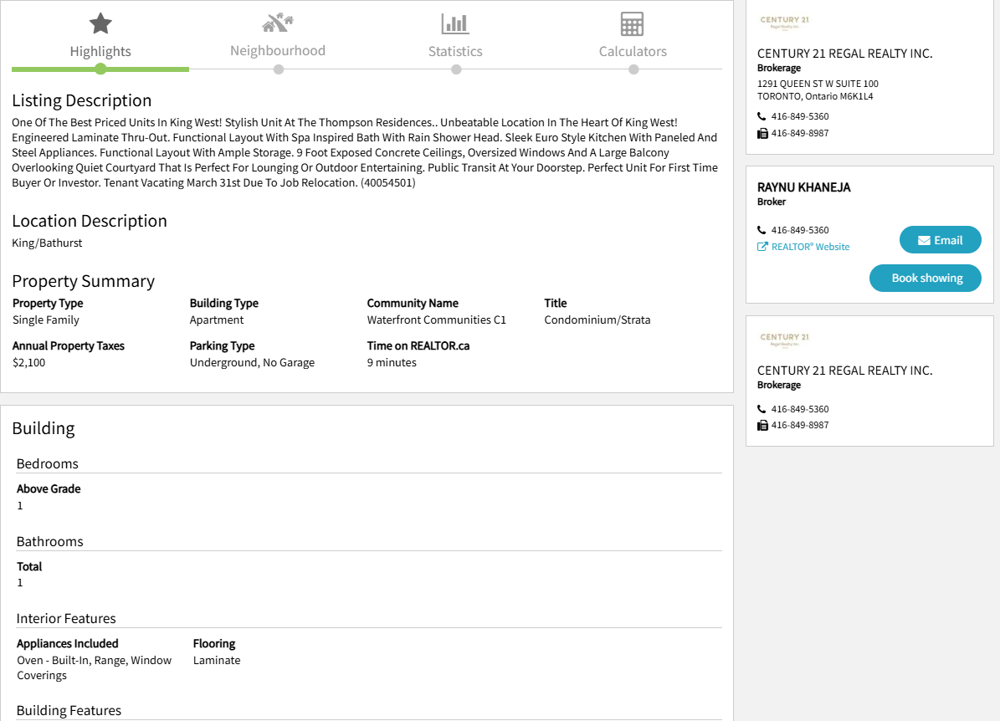 Highlights
Neighbourhood
Statistics
Calculators
Listing Description
One Of The Best Priced Units In King West! Stylish Unit At The Thompson Residences.. Unbeatable Location In The Heart Of King West!
Engineered Laminate Thru-Out. Functional Layout With Spa Inspired Bath With Rain Shower Head. Sleek Euro Style Kitchen With Paneled And
Steel Appliances. Functional Layout With Ample Storage. 9 Foot Exposed Concrete Ceilings, Oversized Windows And A Large Balcony
Overlooking Quiet Courtyard That Is Perfect For Lounging Or Outdoor Entertaining. Public Transit At Your Doorstep. Perfect Unit For First Time
Buyer Or Investor. Tenant Vacating March 31st Due To Job Relocation. (40054501)
Location Description
King/Bathurst
Property Summary
Property Type
Single Family
Building Type
Apartment
Community Name
Waterfront Communities C1
Title
Condominium/Strata
Annual Property Taxes
$2,100
Parking Type
Underground, No Garage
Time on REALTOR.ca
9 minutes
Building
Bedrooms
Above Grade
1
Bathrooms
Total
1
Interior Features
Appliances Included
Oven - Built-In, Range, Window
Coverings
Flooring
Laminate
Building Features
CENTURY 21
Regal Realty Inc.
CENTURY 21 REGAL REALTY INC.
Brokerage
1291 QUEEN ST W SUITE 100
TORONTO, Ontario M6K1L4
416-849-5360
416-849-8987
RAYNU KHANEJA
Broker
416-849-5360
REALTOR® Website
Email
Book showing
CENTURY 21
Regal Realty Inc.
CENTURY 21 REGAL REALTY INC.
Brokerage
416-849-5360
416-849-8987